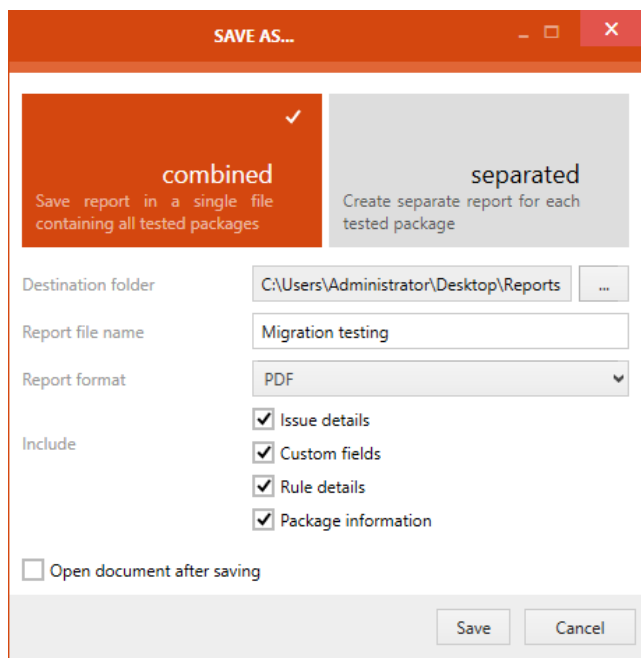 SAVE AS...
combined
Save report in a single file
containing all tested packages
separated
Create separate report for each
tested package
Destination folder
C:\Users\Administrator\Desktop\Reports
...
Report file name
Migration testing
Report format
PDF
Include
Issue details
Custom fields
Rule details
Package information
Open document after saving
Save
Cancel